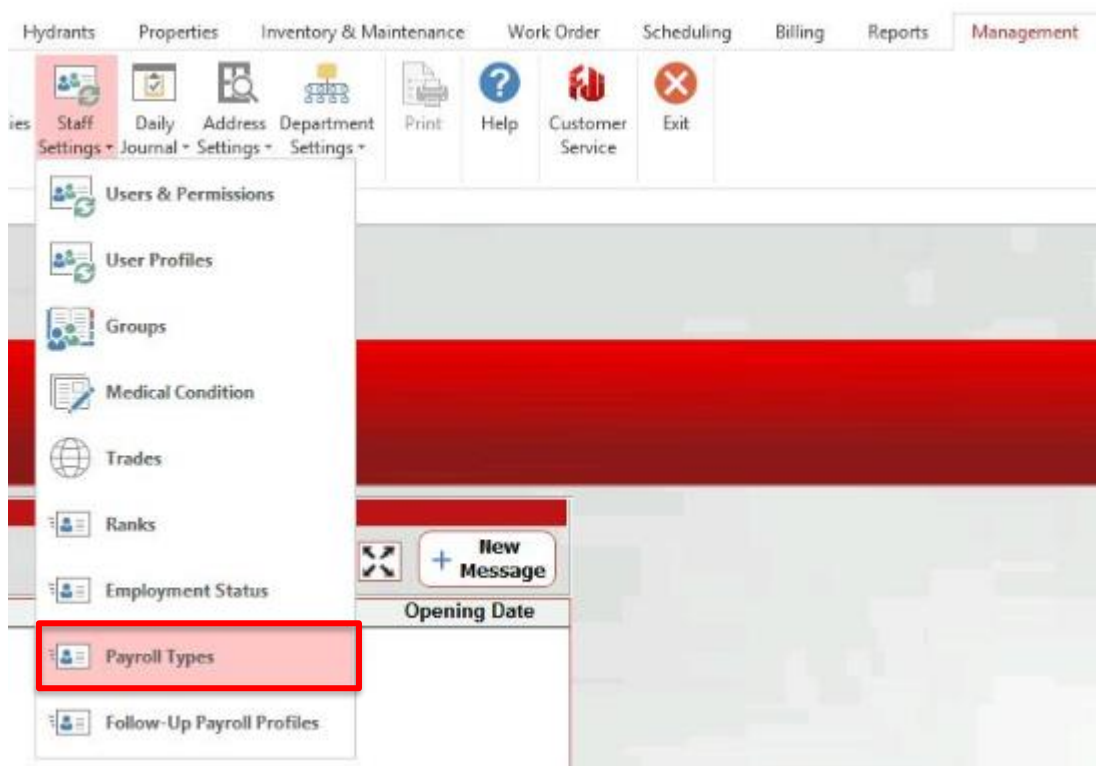 Hydrants Properties Inventory & Maintenance Work Order Scheduling Billing Reports Management
ies Staff Daily Address Department Print Help Customer Exit
Settings Journal Settings Settings Service
Users & Permissions
User Profiles
Groups
Medical Condition
Trades
Ranks
New
Message
Employment Status
Opening Date
Payroll Types
Follow-Up Payroll Profiles